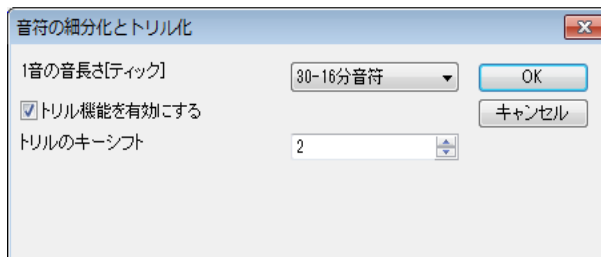 音符の細分化とトリル化
1音の音長さ[ティック]
30-16分音符
OK
トリル機能を有効にする
キャンセル
トリルのキーシフト
2